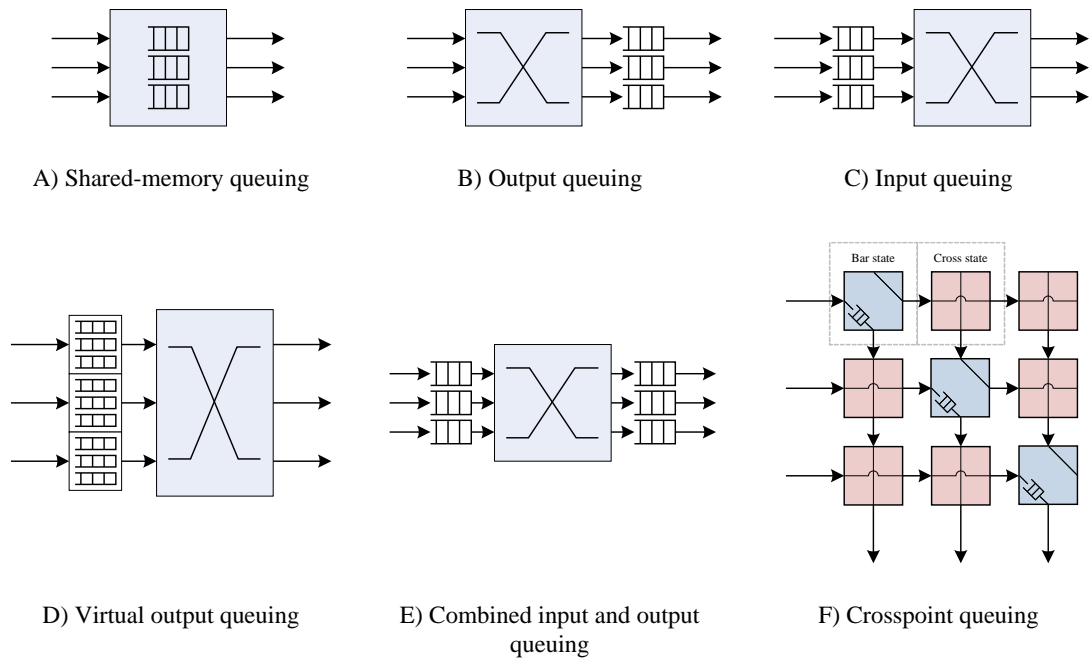 A) Shared-memory queuing
B) Output queuing
C) Input queuing
Bar state
Cross state
D) Virtual output queuing
E) Combined input and output
queuing
F) Crosspoint queuing